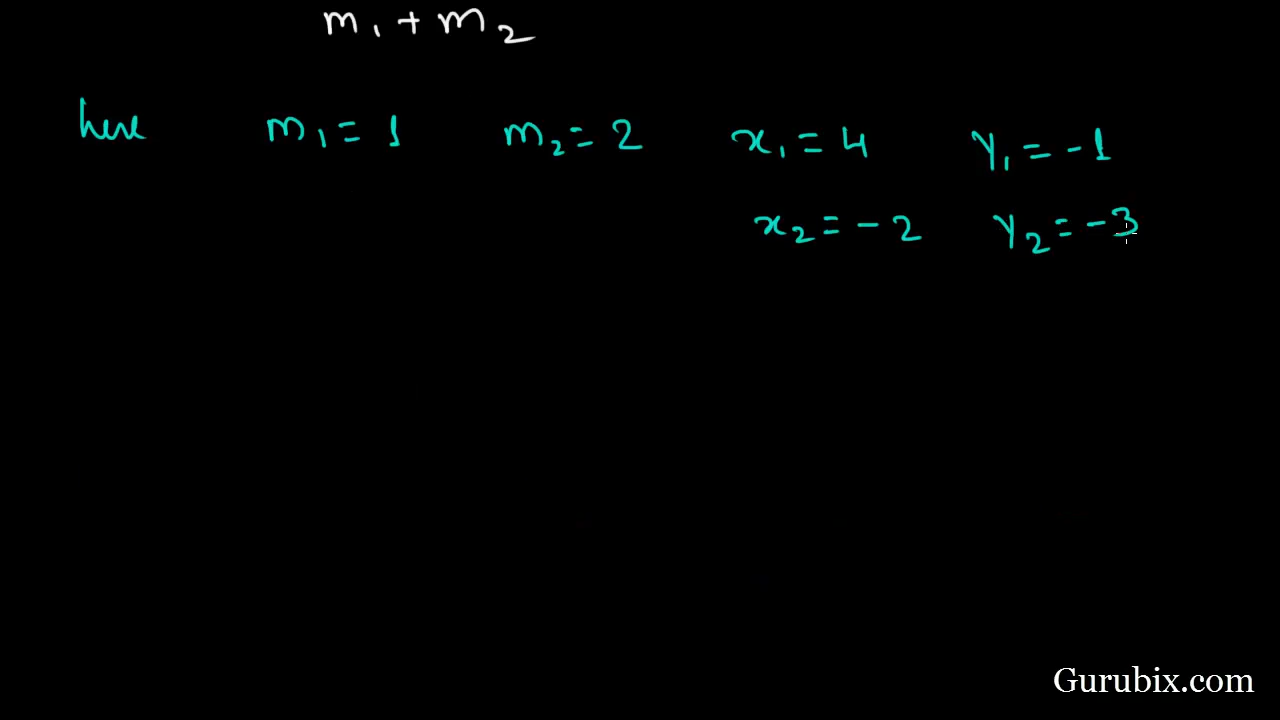 m₁ + m₂
here m₁ = 1 m₂ = 2 x₁ = 4 y₁ = -1
x₂ = -2 y₂ = -3
Gurubix.com